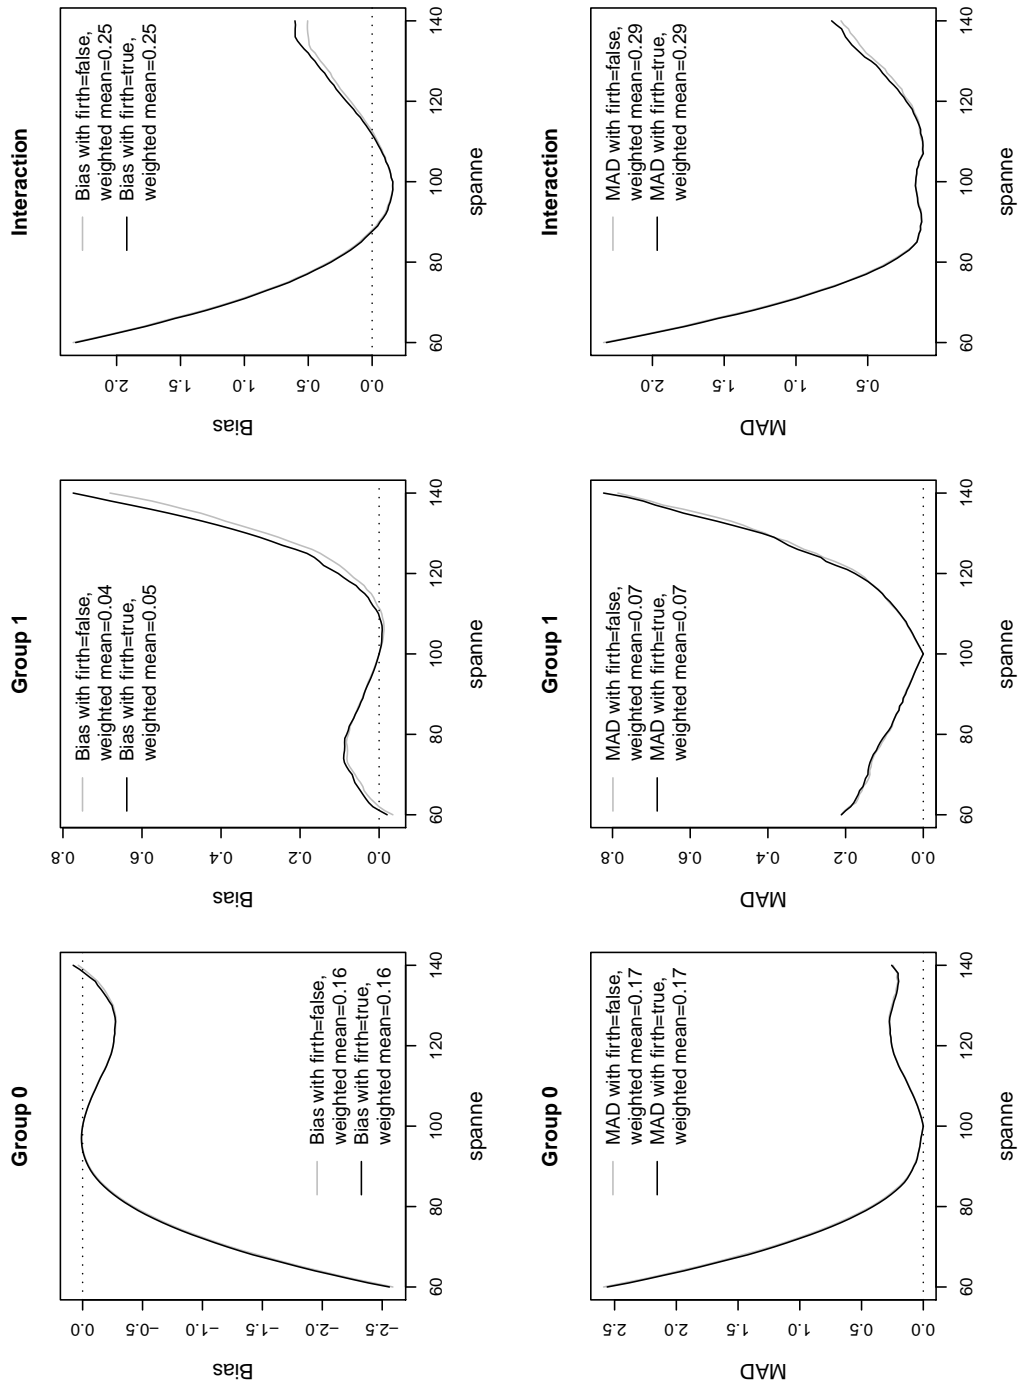 Group 0
Bias
0.0
−0.5
−1.0
−1.5
−2.0
−2.5
Bias with firth=false,
weighted mean=0.16
Bias with firth=true,
weighted mean=0.16
60 80 100 120 140
spanne
Group 1
Bias
0.8
0.6
0.4
0.2
0.0
Bias with firth=false,
weighted mean=0.04
Bias with firth=true,
weighted mean=0.05
60 80 100 120 140
spanne
Interaction
Bias
2.0
1.5
1.0
0.5
0.0
Bias with firth=false,
weighted mean=0.25
Bias with firth=true,
weighted mean=0.25
60 80 100 120 140
spanne
Group 0
MAD
2.5
2.0
1.5
1.0
0.5
0.0
MAD with firth=false,
weighted mean=0.17
MAD with firth=true,
weighted mean=0.17
60 80 100 120 140
spanne
Group 1
MAD
0.8
0.6
0.4
0.2
0.0
MAD with firth=false,
weighted mean=0.07
MAD with firth=true,
weighted mean=0.07
60 80 100 120 140
spanne
Interaction
MAD
2.0
1.5
1.0
0.5
MAD with firth=false,
weighted mean=0.29
MAD with firth=true,
weighted mean=0.29
60 80 100 120 140
spanne